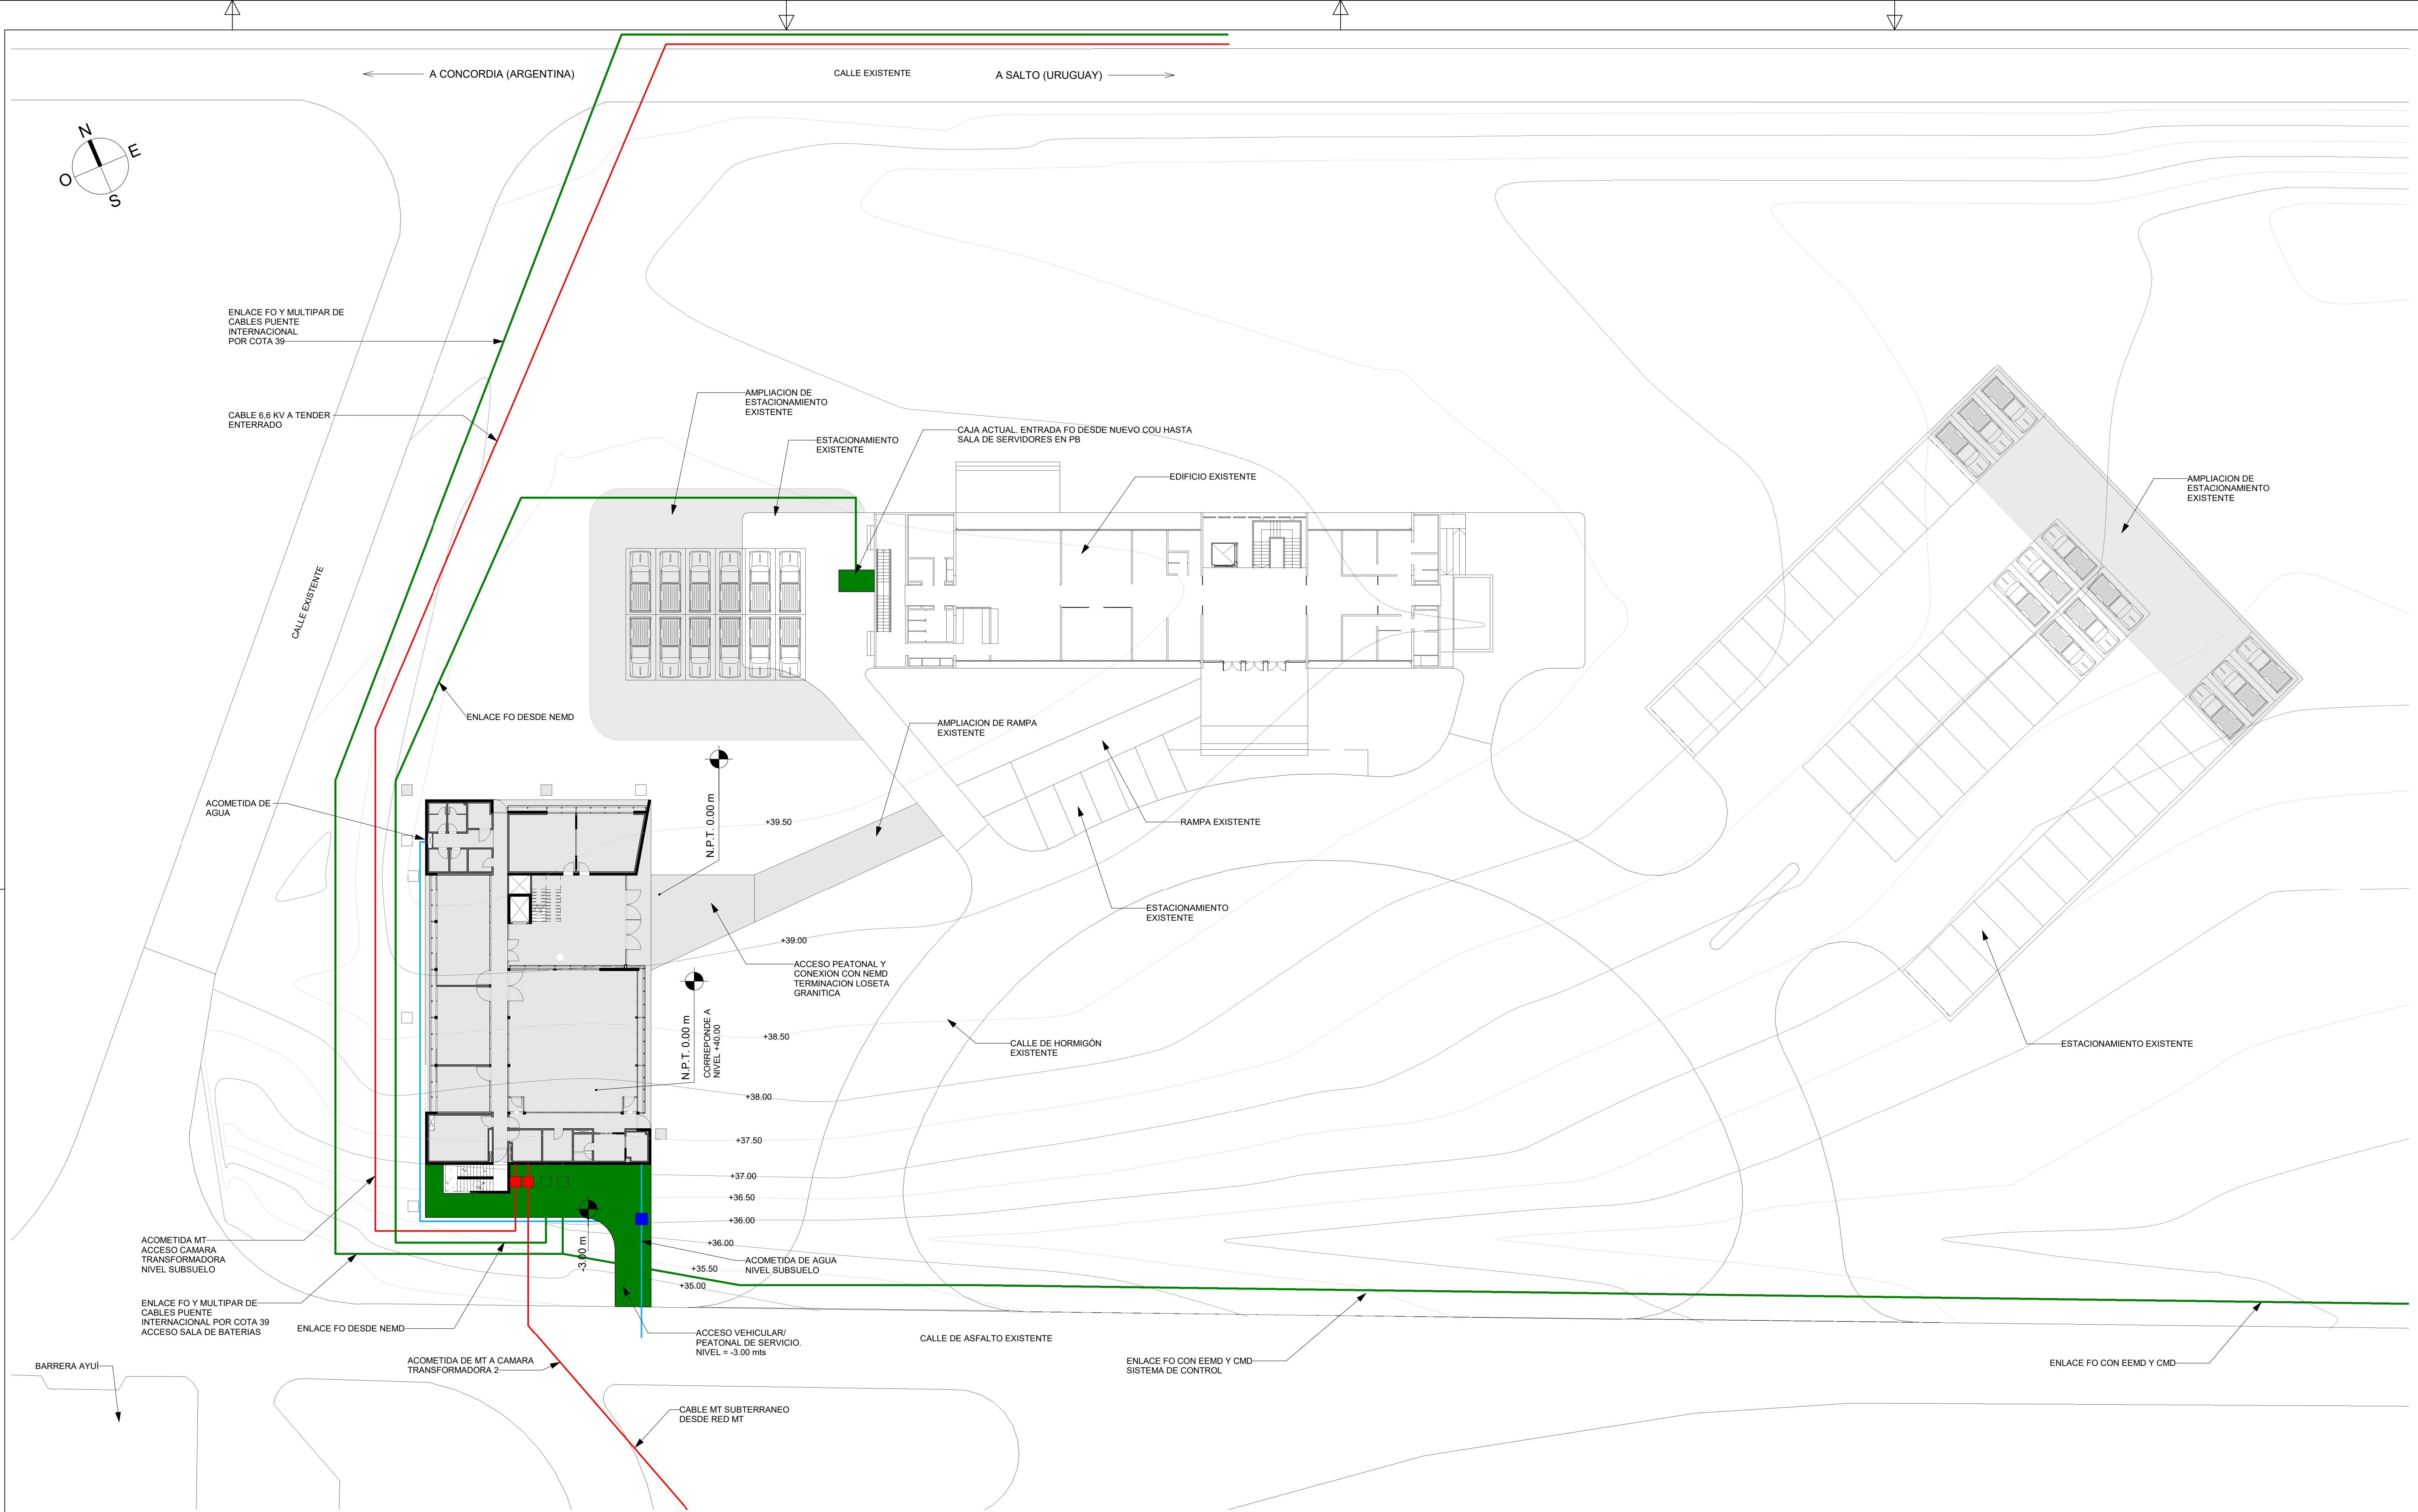 A CONCORDIA (ARGENTINA)
CALLE EXISTENTE
A SALTO (URUGUAY)
N
E
O
S
ENLACE FO Y MULTIPAR DE
CABLES PUENTE
INTERNACIONAL
POR COTA 39
CABLE 6,6 KV A TENDER
ENTERRADO
AMPLIACION DE
ESTACIONAMIENTO
EXISTENTE
ESTACIONAMIENTO
EXISTENTE
CAJA ACTUAL. ENTRADA FO DESDE NUEVO COU HASTA
SALA DE SERVIDORES EN PB
EDIFICIO EXISTENTE
AMPLIACION DE
ESTACIONAMIENTO
EXISTENTE
CALLE EXISTENTE
ENLACE FO DESDE NEMD
AMPLIACION DE RAMPA
EXISTENTE
ACOMETIDA DE
AGUA
N.P.T. 0.00 m
+39.50
RAMPA EXISTENTE
ESTACIONAMIENTO
EXISTENTE
+39.00
ACCESO PEATONAL Y
CONEXION CON NEMD
TERMINACION LOSETA
GRANITICA
N.P.T. 0.00 m
CORREPONDE A
NIVEL +40.00
+38.50
CALLE DE HORMIGÓN
EXISTENTE
ESTACIONAMIENTO EXISTENTE
+38.00
+37.50
+37.00
+36.50
+36.00
+36.00
-3.00 m
ACOMETIDA MT
ACCESO CAMARA
TRANSFORMADORA
NIVEL SUBSUELO
ACOMETIDA DE AGUA
NIVEL SUBSUELO
+35.50
+35.00
ENLACE FO Y MULTIPAR DE
CABLES PUENTE
INTERNACIONAL POR COTA 39
ACCESO SALA DE BATERIAS
ENLACE FO DESDE NEMD
ACCESO VEHICULAR/
PEATONAL DE SERVICIO.
NIVEL = -3.00 mts
CALLE DE ASFALTO EXISTENTE
BARRERA AYUÍ
ACOMETIDA DE MT A CAMARA
TRANSFORMADORA 2
ENLACE FO CON EEMD Y CMD
SISTEMA DE CONTROL
ENLACE FO CON EEMD Y CMD
CABLE MT SUBTERRANEO
DESDE RED MT